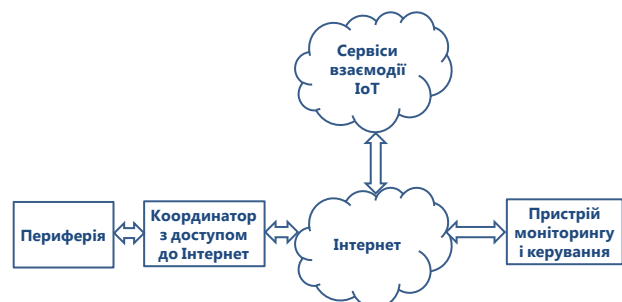 Сервіси
взаємодії
IoT
Периферія
Координатор
з доступом
до Інтернет
Інтернет
Пристрій
моніторингу
і керування